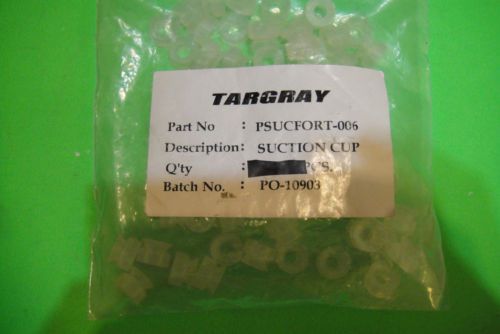 TARGRAY
Part No : PSUCFORT-006
Description: SUCTION CUP
Q'ty : PCS.
Batch No. : PO-10903